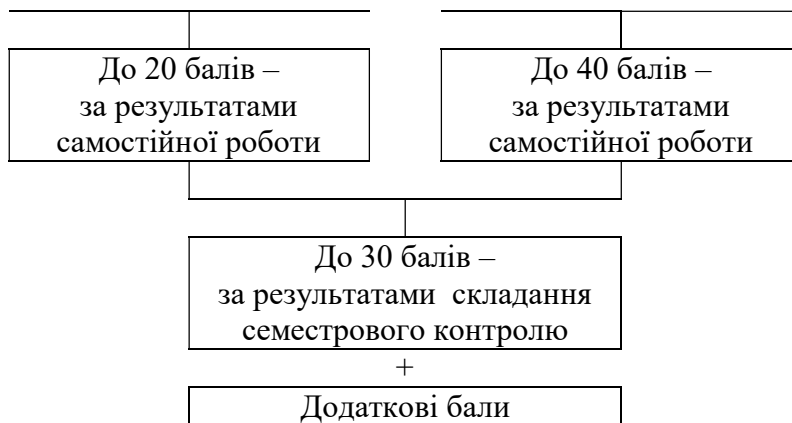 До 20 балів –
за результатами
самостійної роботи
До 40 балів –
за результатами
самостійної роботи
До 30 балів –
за результатами складання
семестрового контролю
+
Додаткові бали